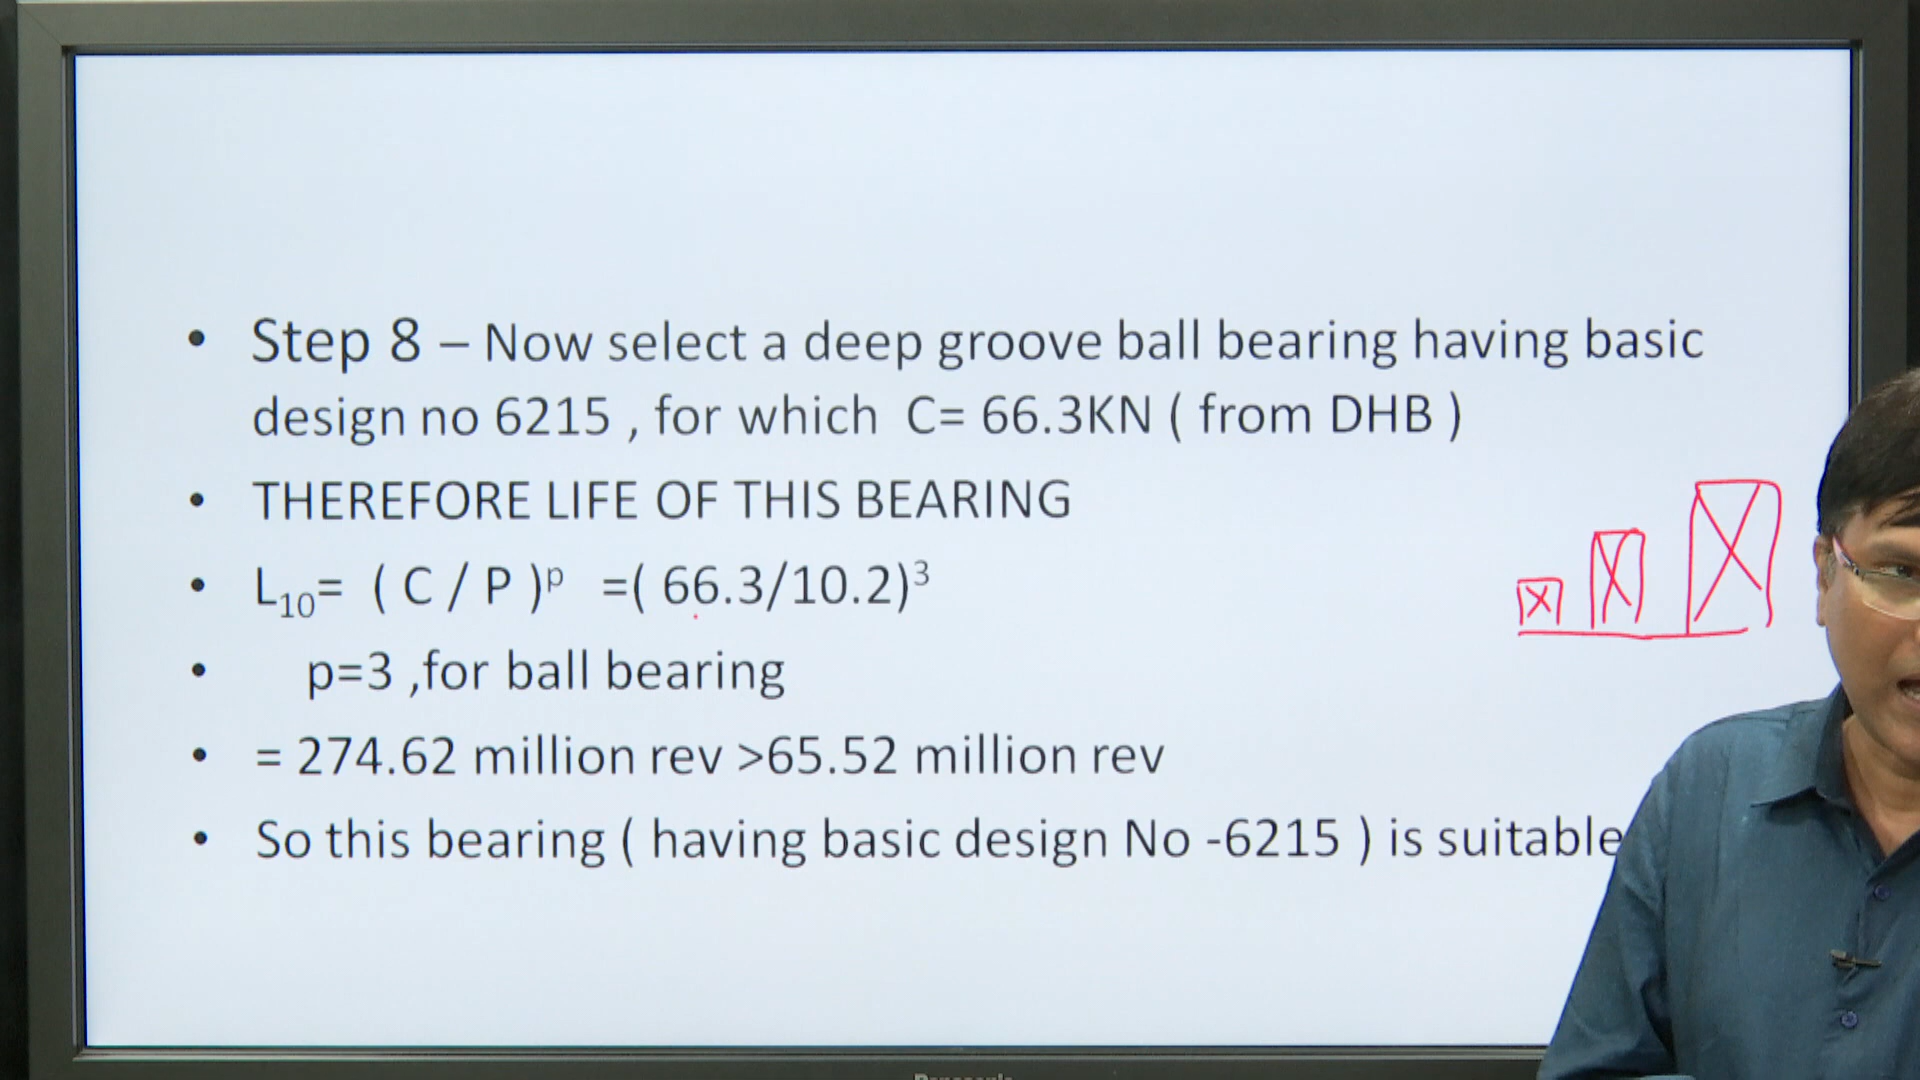 • Step 8 – Now select a deep groove ball bearing having basic
design no 6215 , for which C= 66.3KN ( from DHB )
• THEREFORE LIFE OF THIS BEARING
• L₁₀= ( C / P )ᵖ =( 66.3/10.2)³
• p=3 ,for ball bearing
• = 274.62 million rev >65.52 million rev
• So this bearing ( having basic design No -6215 ) is suitable